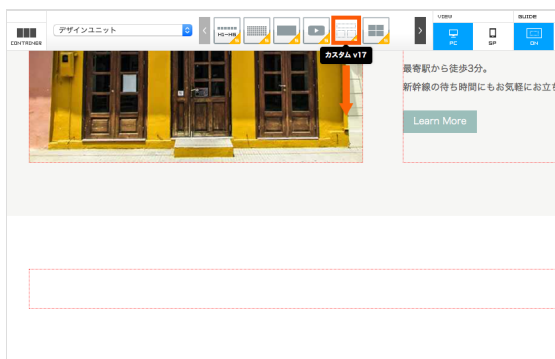 VIEW
GUIDE
デザインユニット
H1-H6
CONTAINER
PC
SP
ON
カスタム v17
最寄駅から徒歩3分。
新幹線の待ち時間にもお気軽にお立ち
Learn More